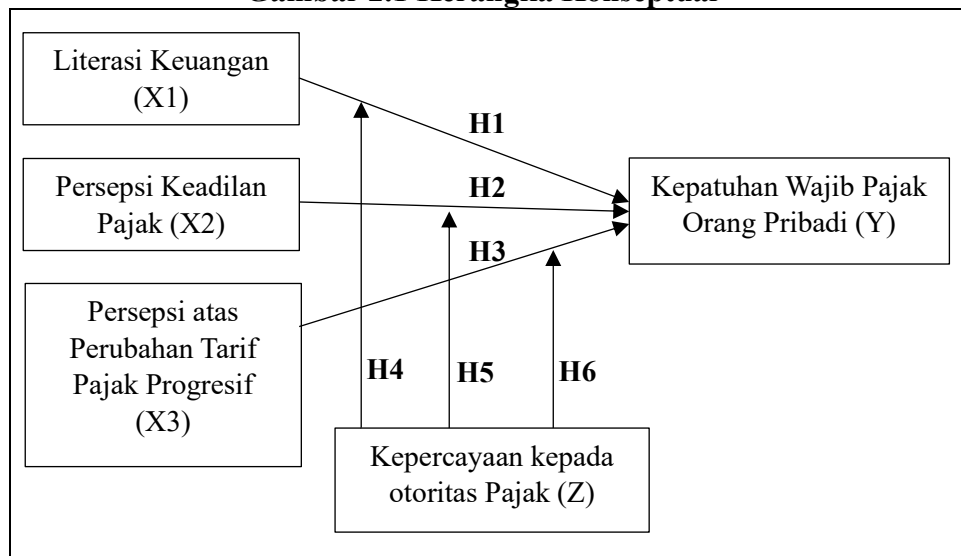 Gambar 2.1 Kerangka Konseptual
Literasi Keuangan
(X1)
H1
Persepsi Keadilan
Pajak (X2)
H2
Kepatuhan Wajib Pajak
Orang Pribadi (Y)
H3
Persepsi atas
Perubahan Tarif
Pajak Progresif
(X3)
H4
H5
H6
Kepercayaan kepada
otoritas Pajak (Z)